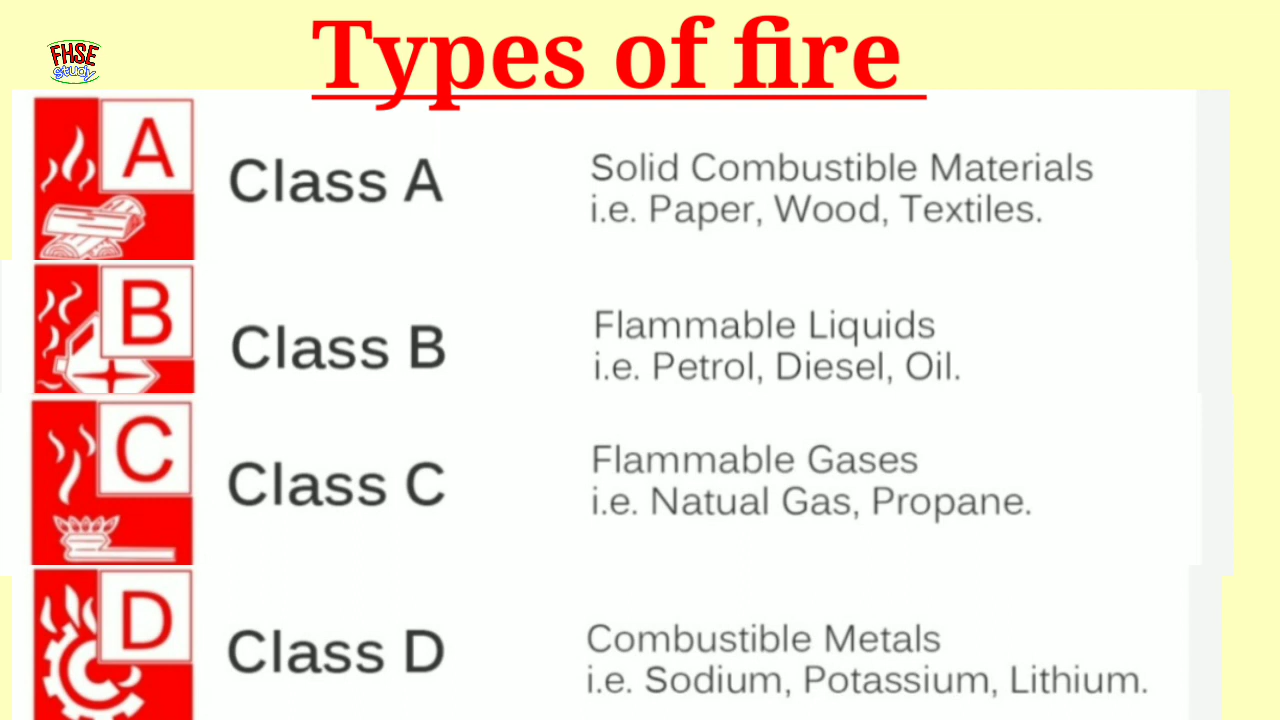 Types of fire
FHSE
Study
A
Class A
Solid Combustible Materials
i.e. Paper, Wood, Textiles.
B
Class B
Flammable Liquids
i.e. Petrol, Diesel, Oil.
C
Class C
Flammable Gases
i.e. Natual Gas, Propane.
D
Class D
Combustible Metals
i.e. Sodium, Potassium, Lithium.